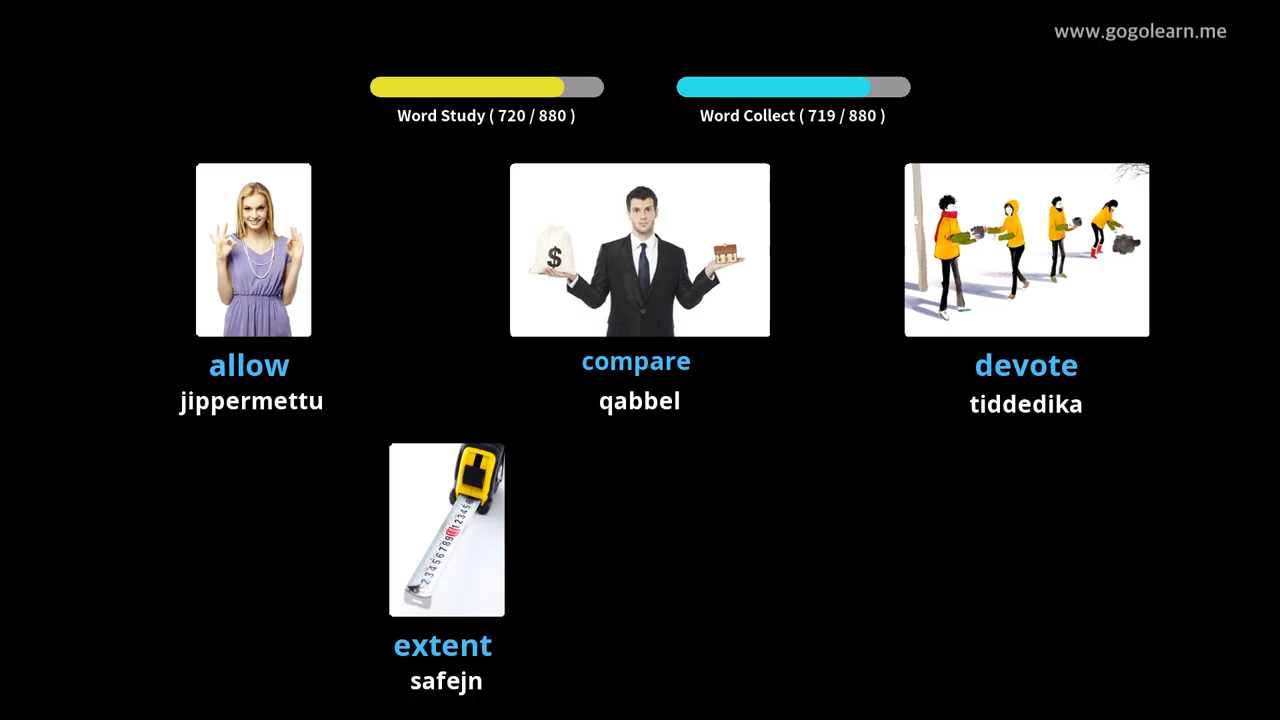 www.gogolearn.me
Word Study ( 720 / 880 )
Word Collect ( 719 / 880 )
$
allow
compare
devote
jippermettu
qabbel
tiddedika
extent
safejn